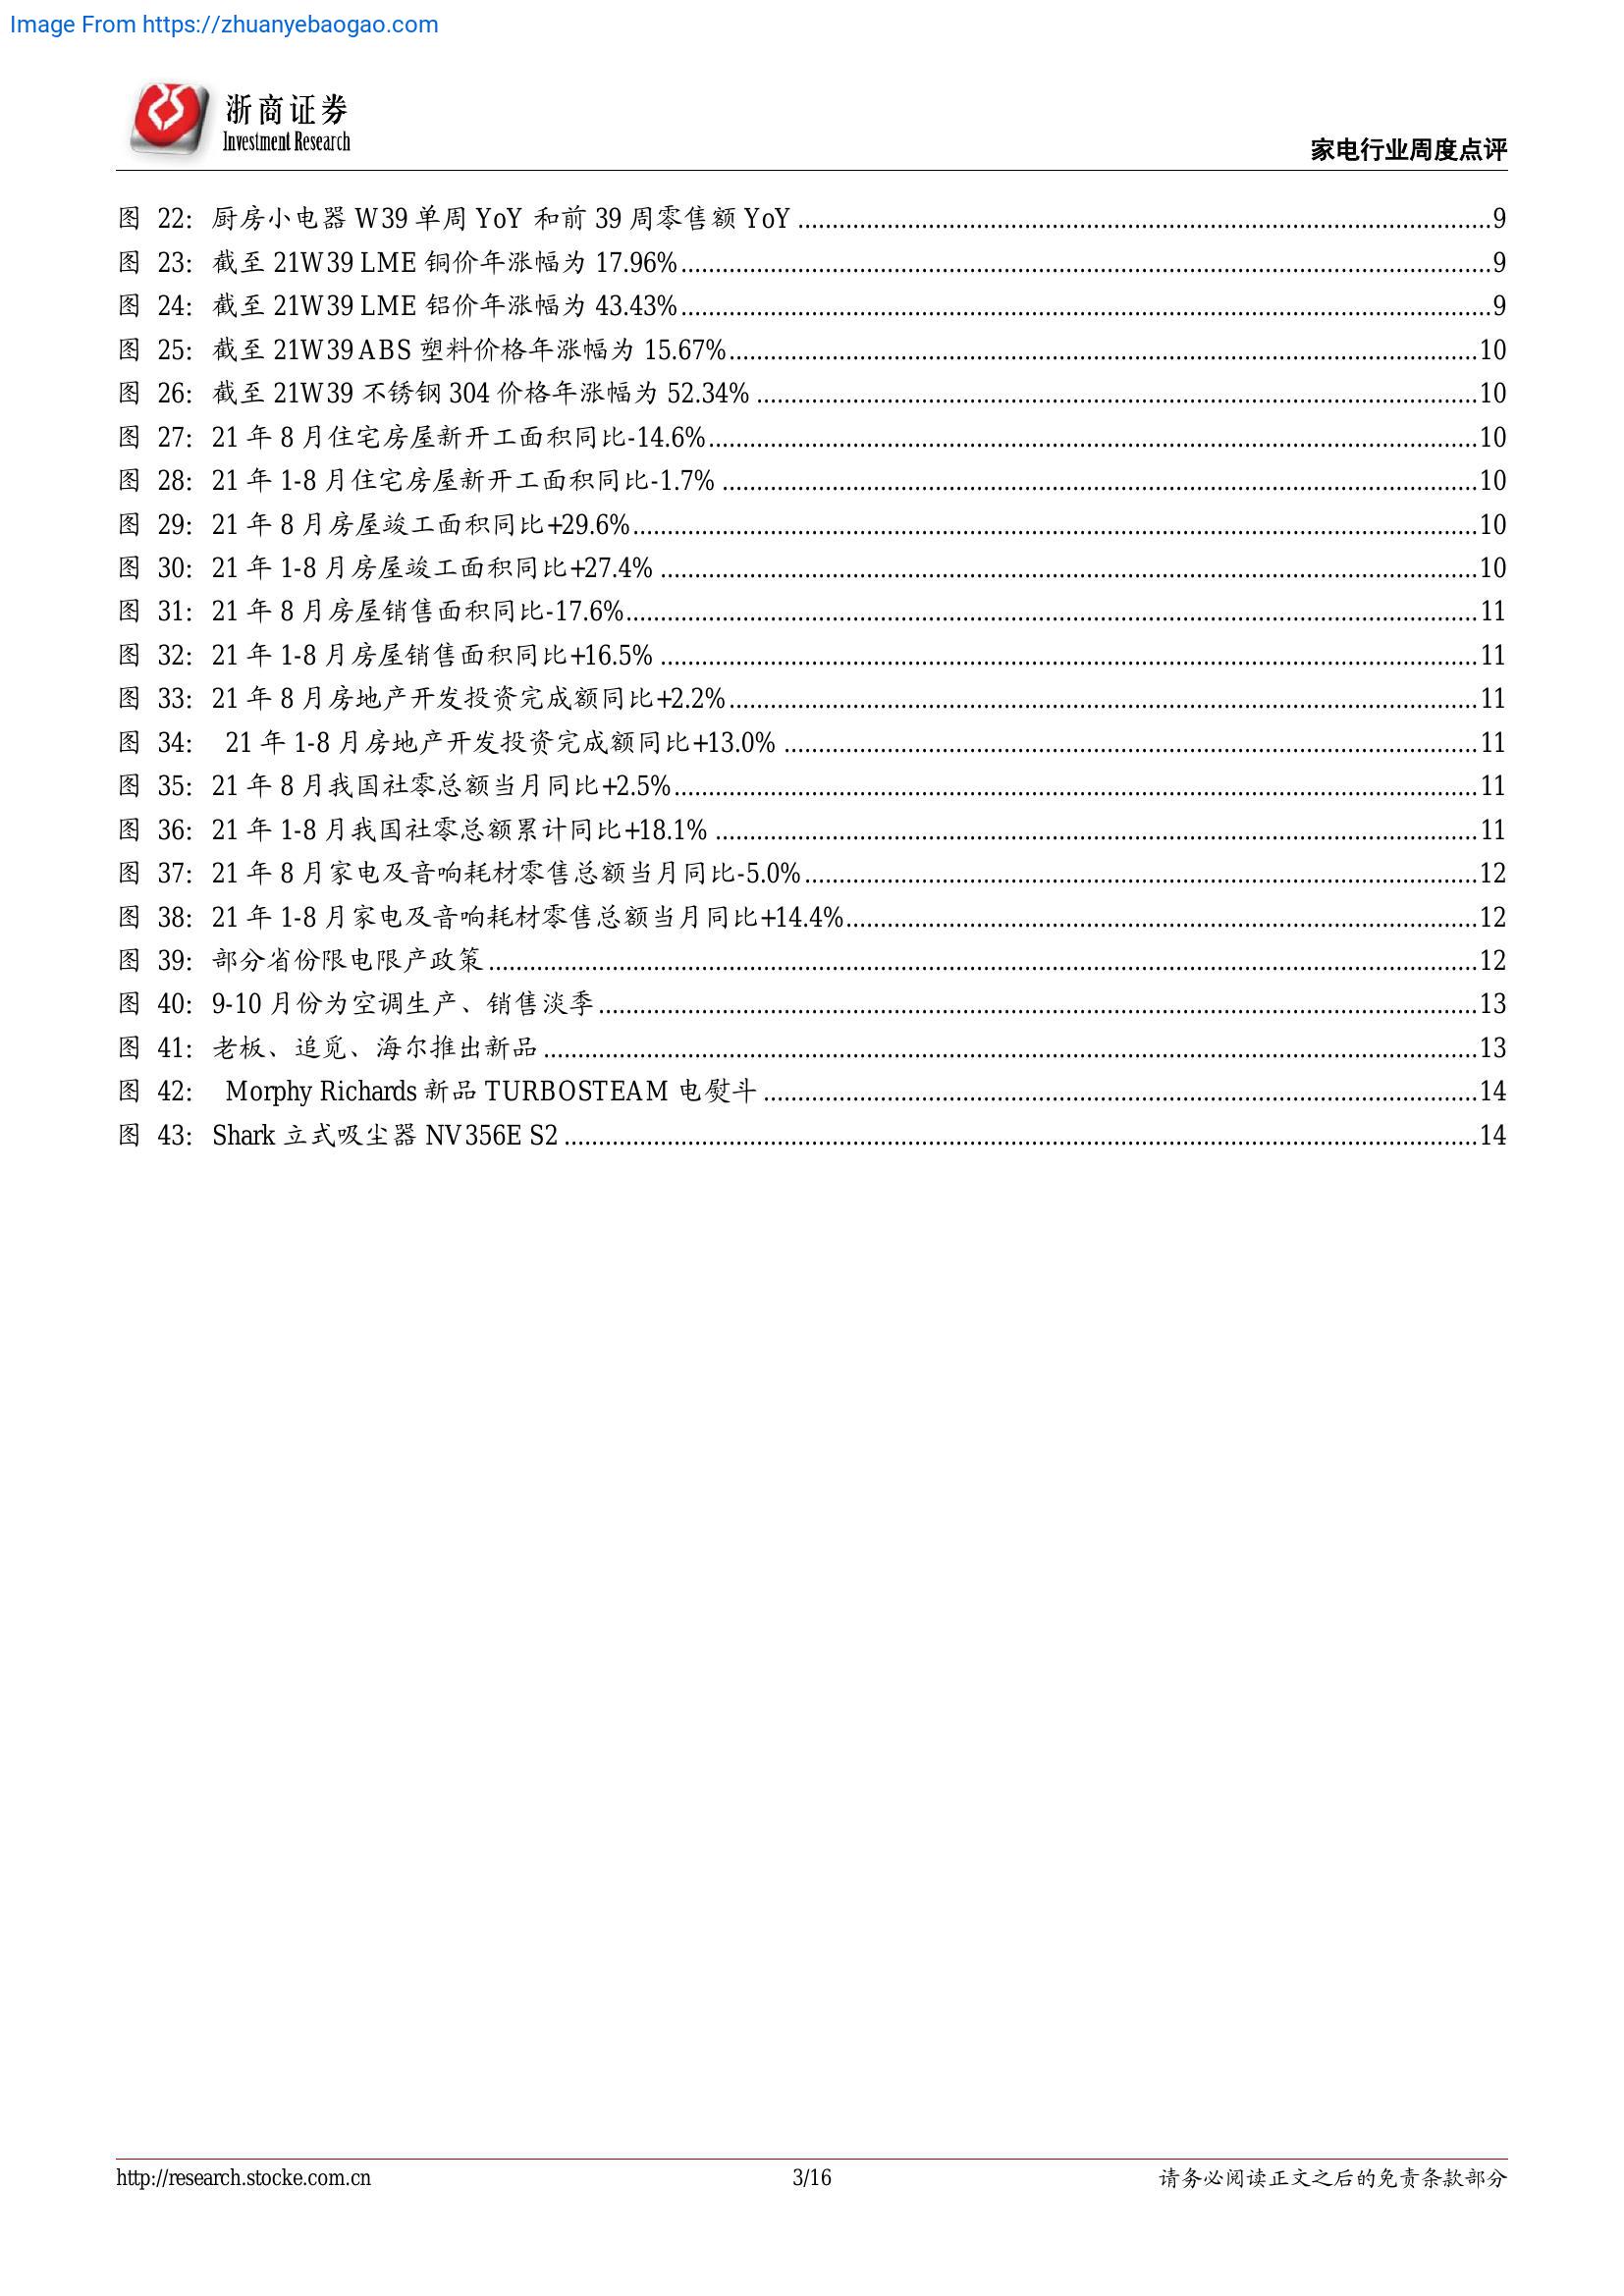 Image From https://zhuanyebaogao.com
浙商证券
Investment Research
家电行业周度点评
图 22: 厨房小电器 W39 单周 YoY 和前 39 周零售额 YoY 9
图 23: 截至 21W39 LME 铜价年涨幅为 17.96% 9
图 24: 截至 21W39 LME 铝价年涨幅为 43.43% 9
图 25: 截至 21W39 ABS 塑料价格年涨幅为 15.67% 10
图 26: 截至 21W39 不锈钢 304 价格年涨幅为 52.34% 10
图 27: 21 年 8 月住宅房屋新开工面积同比-14.6% 10
图 28: 21 年 1-8 月住宅房屋新开工面积同比-1.7% 10
图 29: 21 年 8 月房屋竣工面积同比+29.6% 10
图 30: 21 年 1-8 月房屋竣工面积同比+27.4% 10
图 31: 21 年 8 月房屋销售面积同比-17.6% 11
图 32: 21 年 1-8 月房屋销售面积同比+16.5% 11
图 33: 21 年 8 月房地产开发投资完成额同比+2.2% 11
图 34: 21 年 1-8 月房地产开发投资完成额同比+13.0% 11
图 35: 21 年 8 月我国社零总额当月同比+2.5% 11
图 36: 21 年 1-8 月我国社零总额累计同比+18.1% 11
图 37: 21 年 8 月家电及音响耗材零售总额当月同比-5.0% 12
图 38: 21 年 1-8 月家电及音响耗材零售总额当月同比+14.4% 12
图 39: 部分省份限电限产政策 12
图 40: 9-10 月份为空调生产、销售淡季 13
图 41: 老板、追觅、海尔推出新品 13
图 42: Morphy Richards 新品 TURBOSTEAM 电熨斗 14
图 43: Shark 立式吸尘器 NV356E S2 14
http://research.stocke.com.cn 3/16 请务必阅读正文之后的免责条款部分